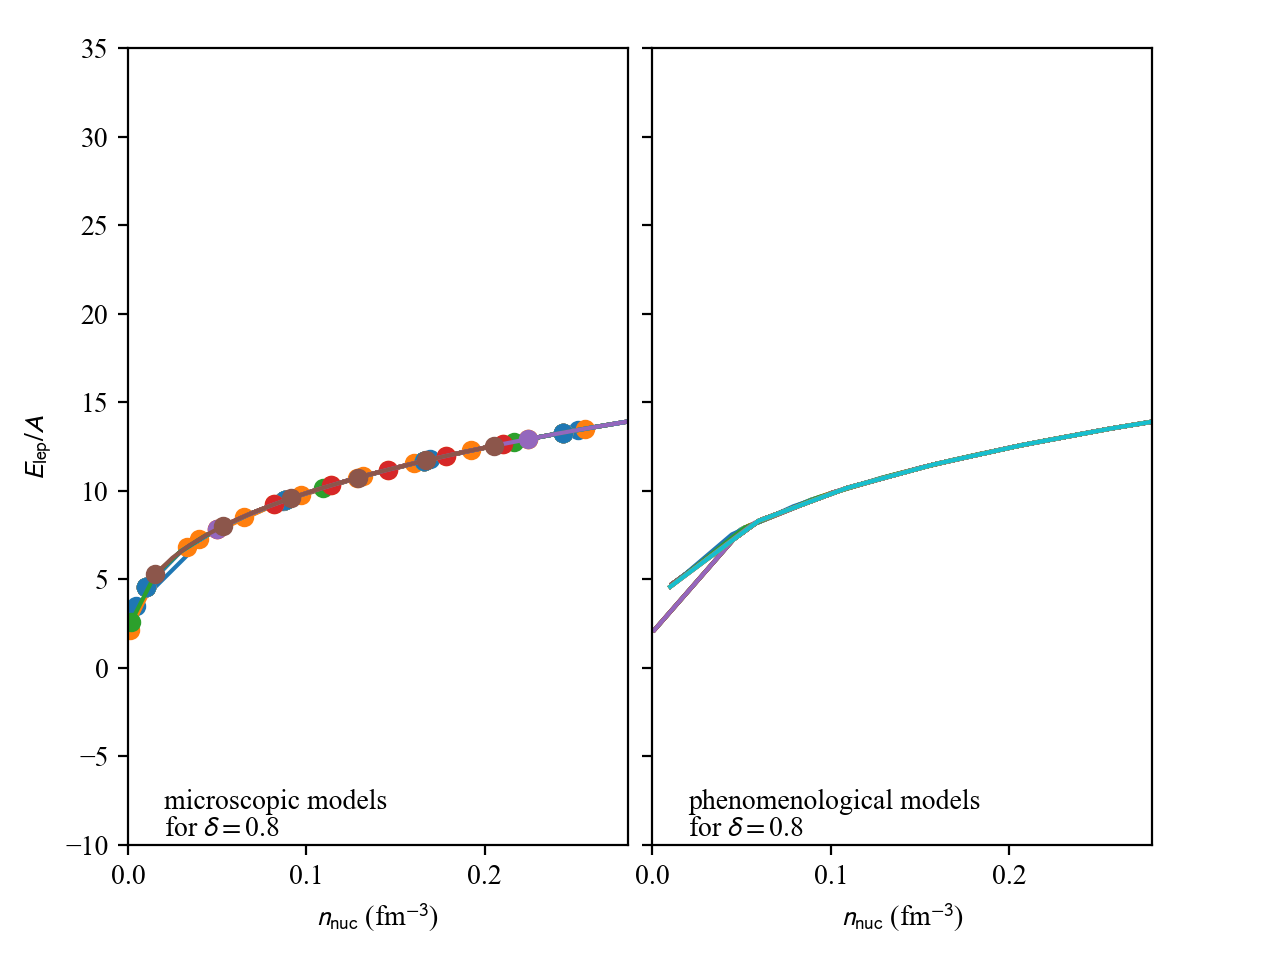 35
30
25
20
15
10
5
0
−5
−10
E_lep/A
microscopic models
for δ = 0.8
phenomenological models
for δ = 0.8
0.0 0.1 0.2
0.0 0.1 0.2
n_nuc (fm⁻³)
n_nuc (fm⁻³)